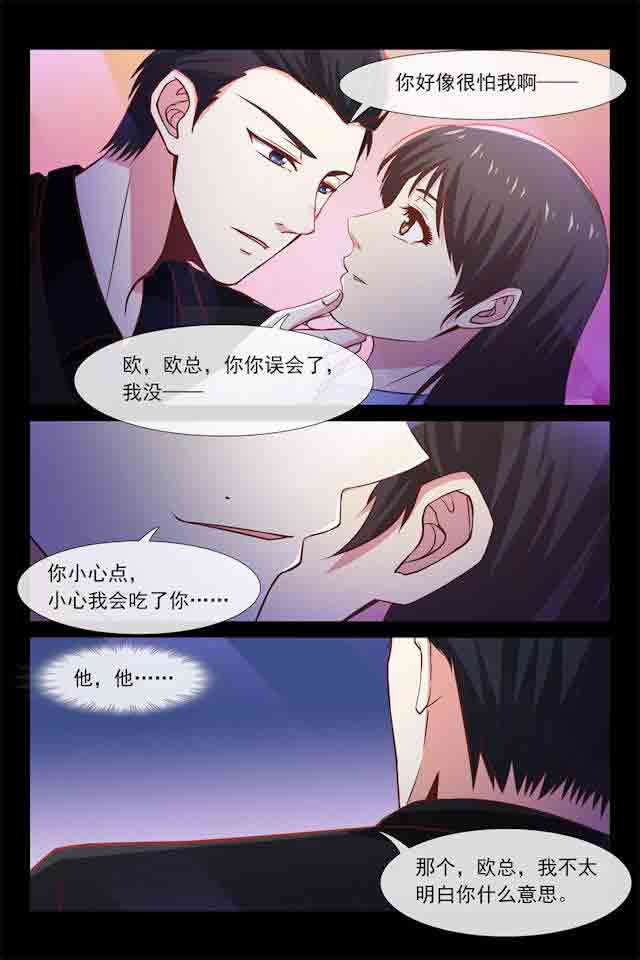 你好像很怕我啊——
欧，欧总，你你误会了，
我没——
你小心点，
小心我会吃了你……
他，他……
那个，欧总，我不太
明白你什么意思。